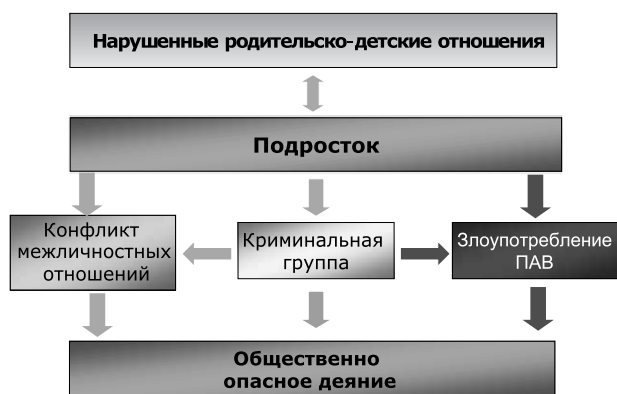 Нарушенные родительско-детские отношения
Подросток
Конфликт
межличностных
отношений
Криминальная
группа
Злоупотребление
ПАВ
Общественно
опасное деяние